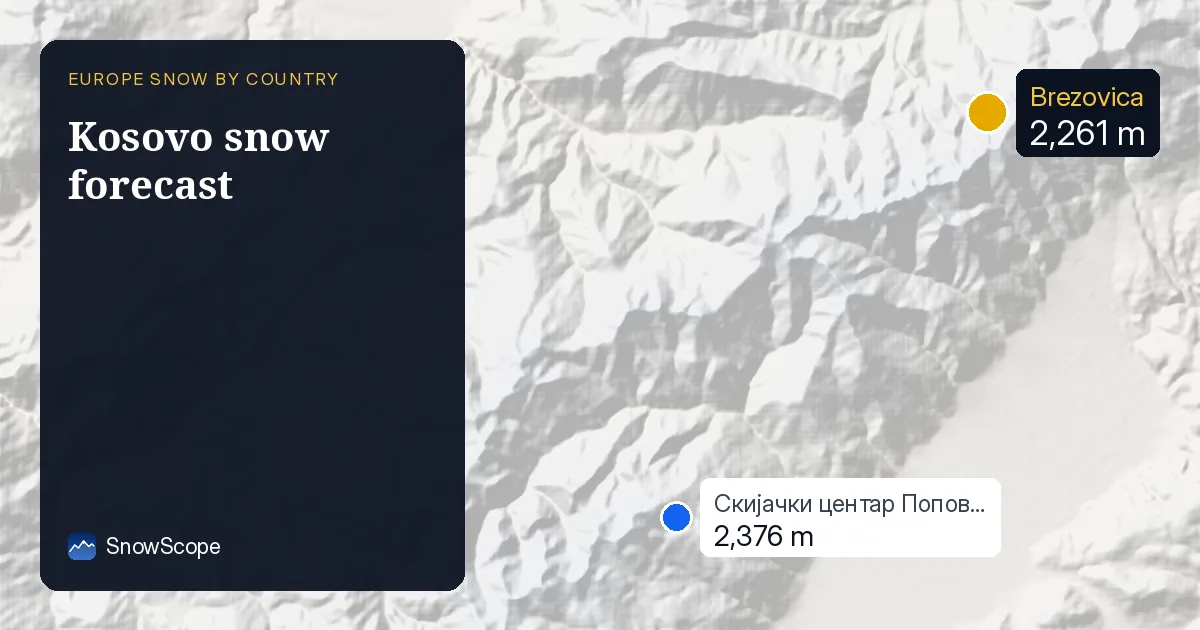 EUROPE SNOW BY COUNTRY
Kosovo snow
forecast
SnowScope
Brezovica
2,261 m
Скијачки центар Попов...
2,376 m